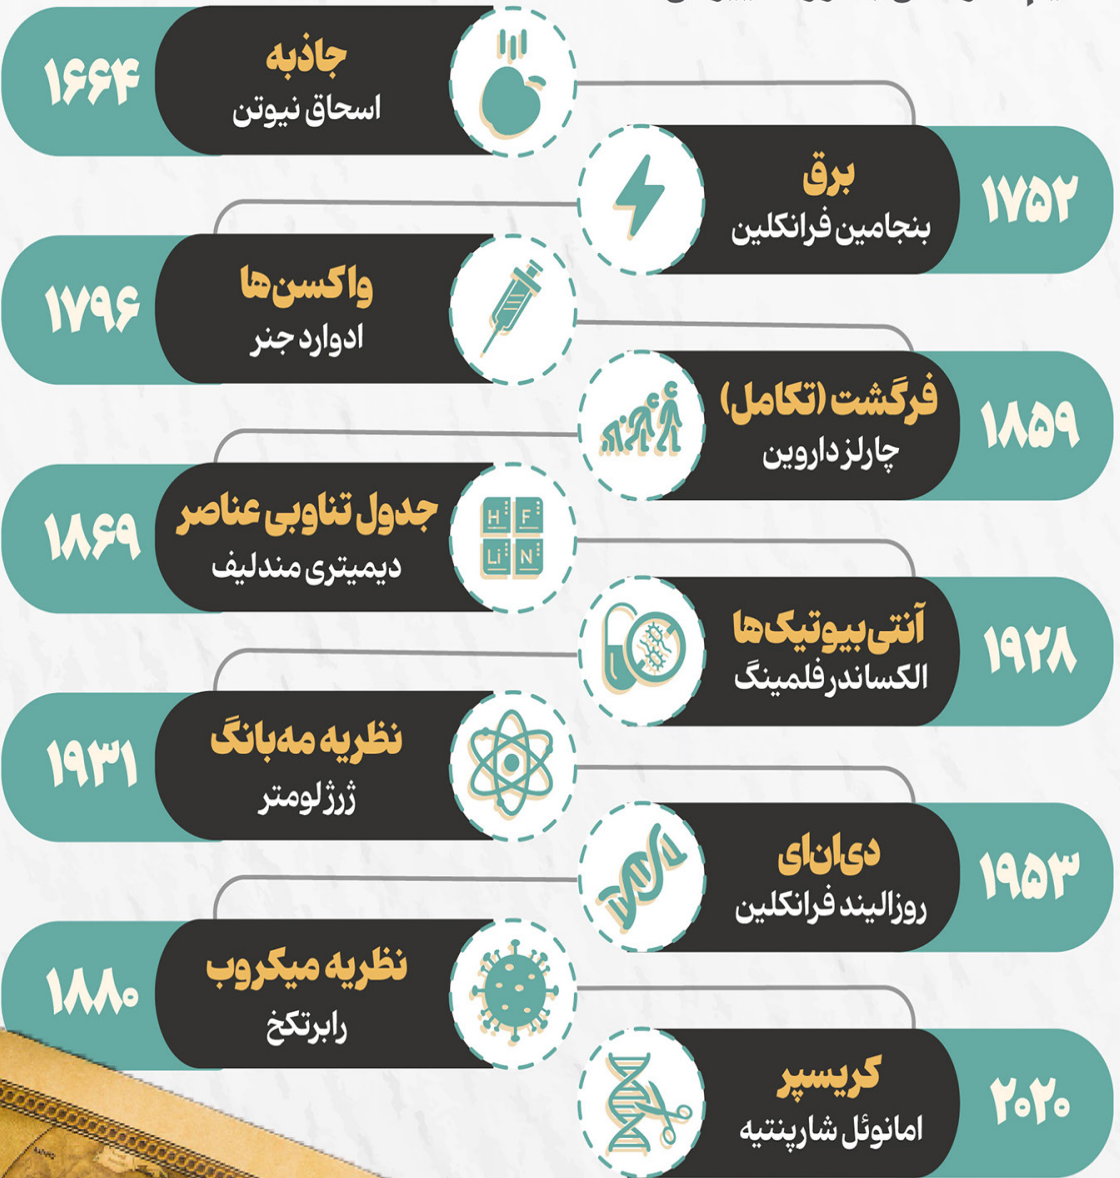 جاذبه
اسحاق نیوتن
۱۶۶۴
برق
بنجامین فرانکلین
۱۷۵۲
واکسن‌ها
ادوارد جنر
۱۷۹۶
فرگشت (تکامل)
چارلز داروین
۱۸۵۹
جدول تناوبی عناصر
دیمیتری مندلیف
۱۸۶۹
H F
Li N
آنتی‌بیوتیک‌ها
الکساندر فلمینگ
۱۹۲۸
نظریه مه‌بانگ
ژرژ لومتر
۱۹۳۱
دی‌ان‌ای
روزالیند فرانکلین
۱۹۵۳
نظریه میکروب
رابرت‌کخ
۱۸۸۰
کریسپر
امانوئل شارپنتیه
۲۰۲۰